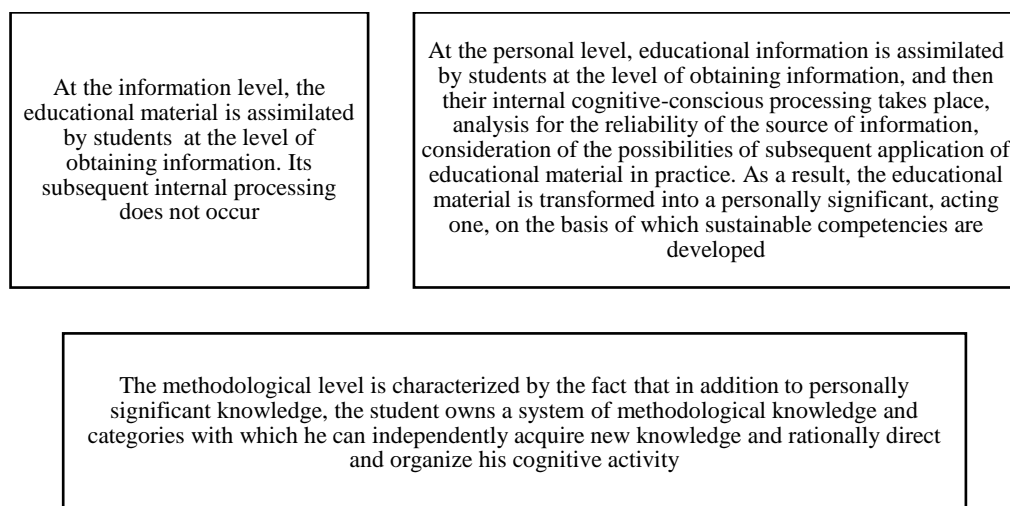 At the information level, the
educational material is assimilated
by students at the level of
obtaining information. Its
subsequent internal processing
does not occur
At the personal level, educational information is assimilated
by students at the level of obtaining information, and then
their internal cognitive-conscious processing takes place,
analysis for the reliability of the source of information,
consideration of the possibilities of subsequent application of
educational material in practice. As a result, the educational
material is transformed into a personally significant, acting
one, on the basis of which sustainable competencies are
developed
The methodological level is characterized by the fact that in addition to personally
significant knowledge, the student owns a system of methodological knowledge and
categories with which he can independently acquire new knowledge and rationally direct
and organize his cognitive activity